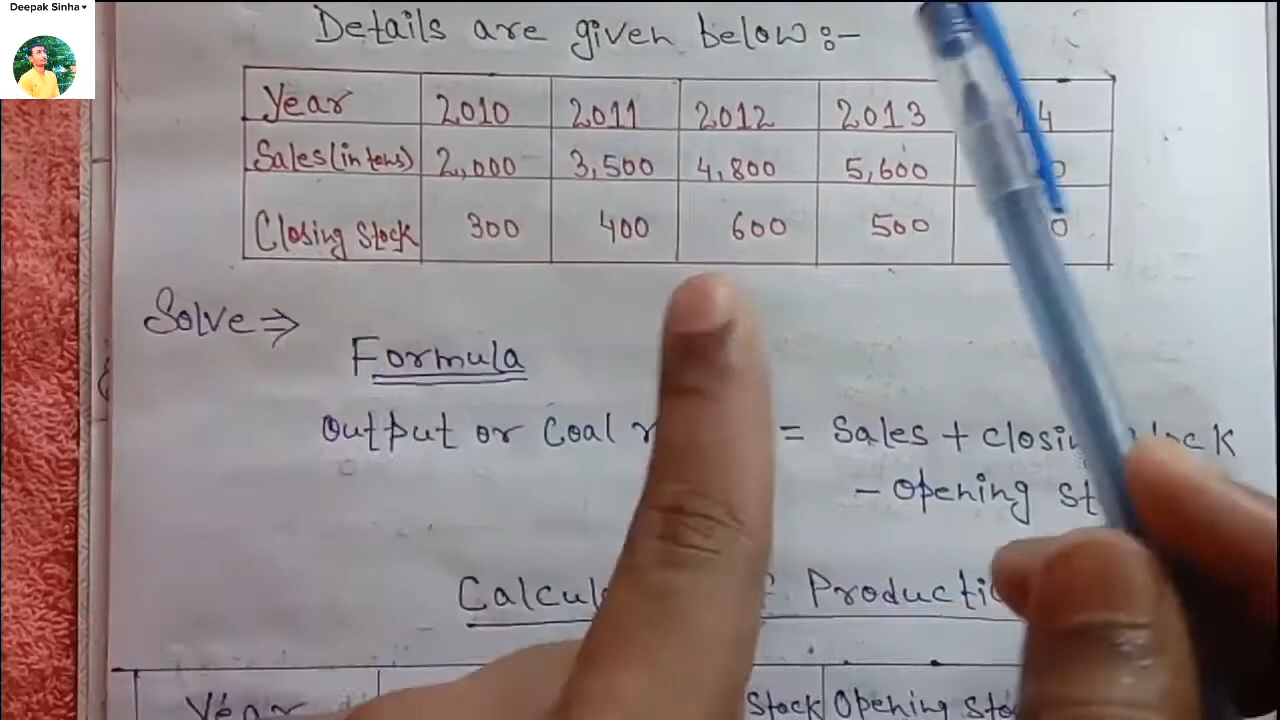 Deepak Sinha
Details are given below:-
Year 2010 2011 2012 2013
Sales(in tons) 2,000 3,500 4,800 5,600
Closing Stock 300 400 600 500
Solve ⇒
Formula
Output or Coal = Sales +
- Opening
Year Stock Opening